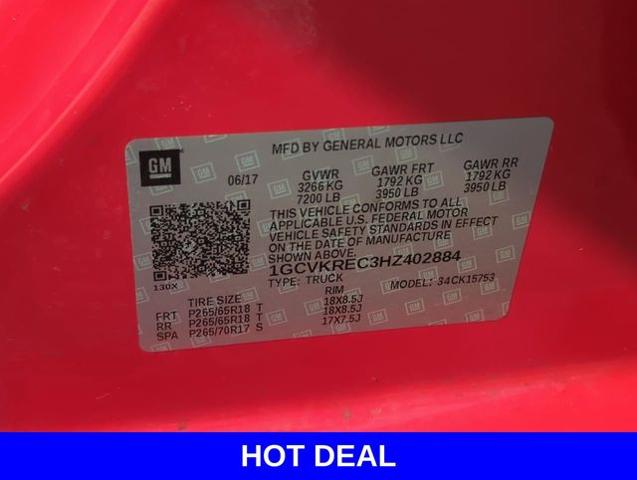 MFD BY GENERAL MOTORS LLC
GM
06/17
GVWR GAWR FRT GAWR RR
3266 KG 1792 KG 1792 KG
7200 LB 3950 LB 3950 LB
THIS VEHICLE CONFORMS TO ALL
APPLICABLE U.S. FEDERAL MOTOR
VEHICLE SAFETY STANDARDS IN EFFECT
ON THE DATE OF MANUFACTURE
SHOWN ABOVE.
1GCVKREC3HZ402884
TYPE: TRUCK MODEL: 34CK15753
130X
TIRE SIZE: RIM
FRT P265/65R18 T 18X8.5J
RR P265/65R18 T 18X8.5J
SPA P265/70R17 S 17X7.5J
HOT DEAL